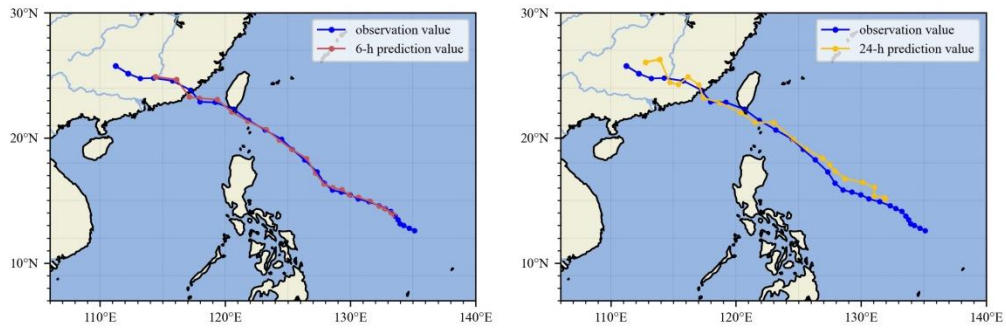 30°N
20°N
10°N
110°E
120°E
130°E
140°E
observation value
6-h prediction value
30°N
20°N
10°N
110°E
120°E
130°E
140°E
observation value
24-h prediction value